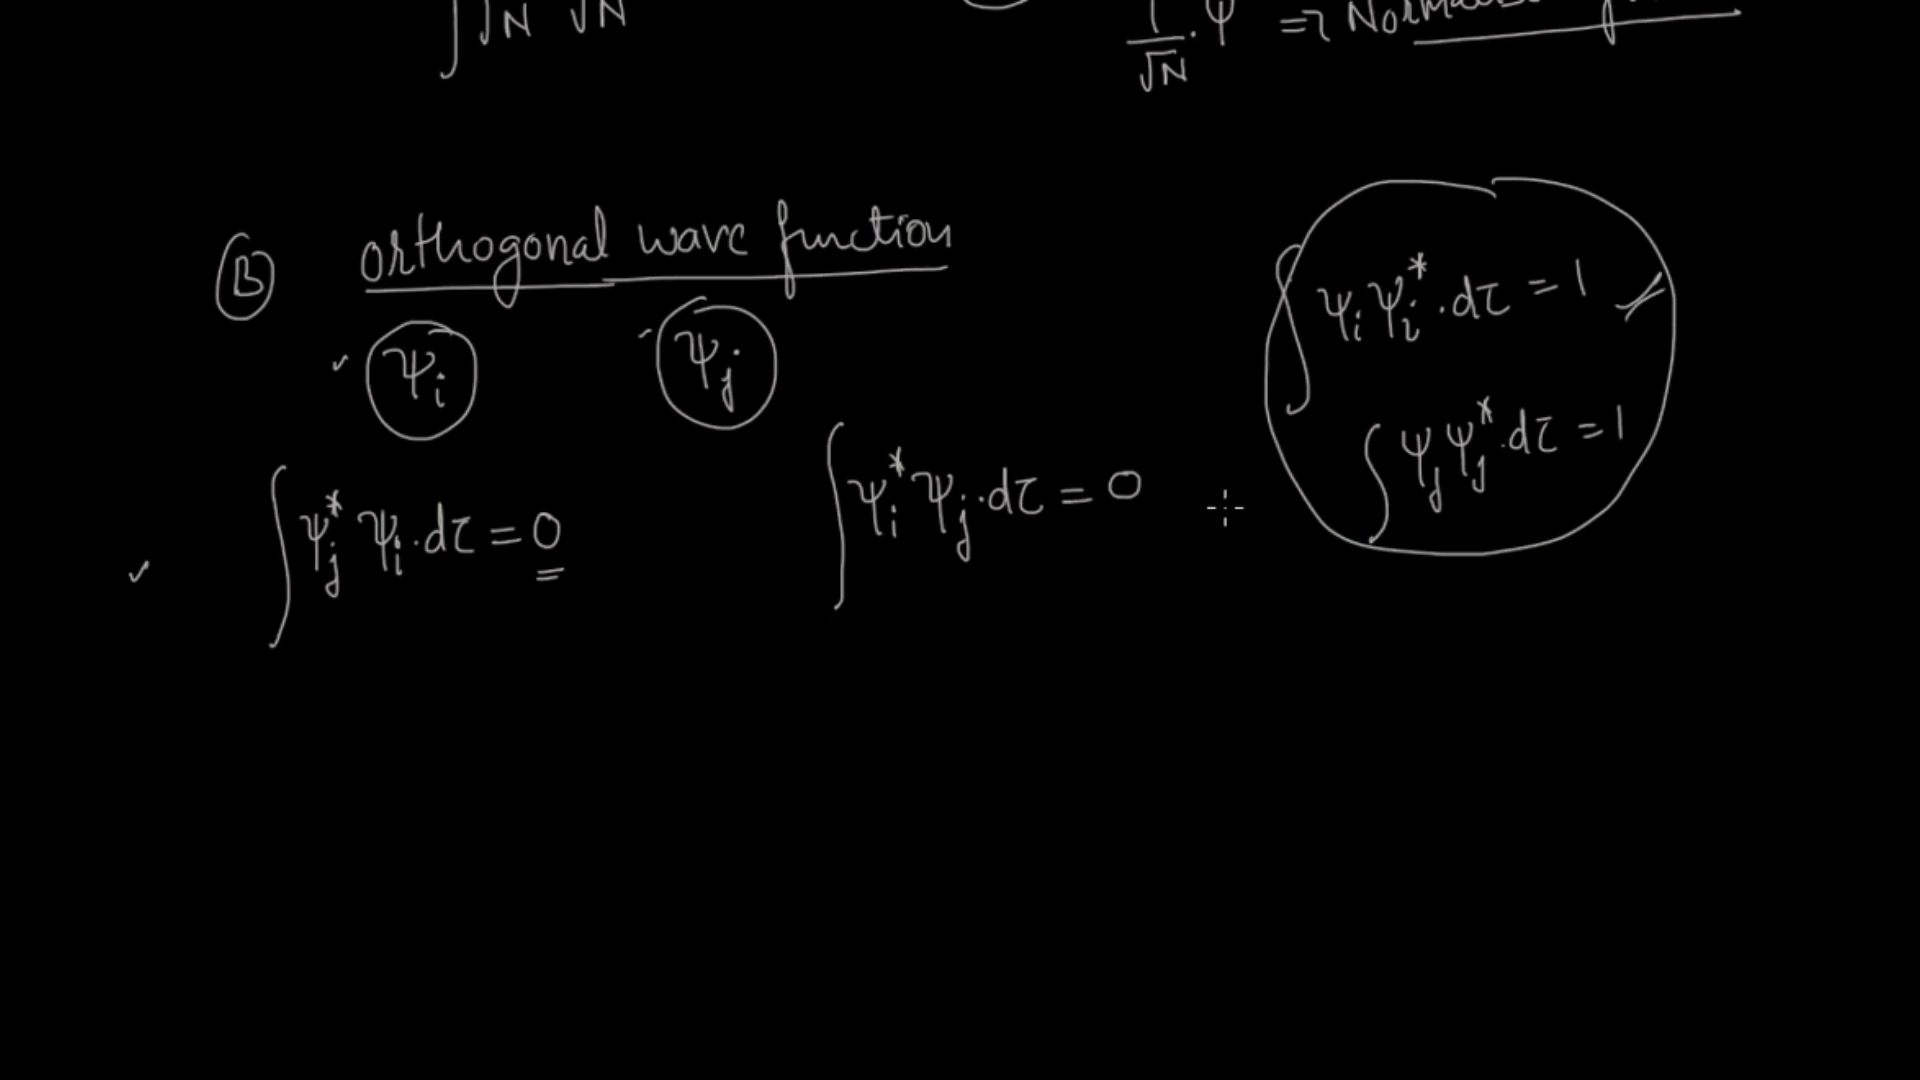 ∫ √N √N
1/√N · Ψ ⇒
Ⓑ orthogonal wave function
✓ Ψi ✓ Ψj
✓ ∫ Ψj* Ψi · dτ = 0
∫ Ψi* Ψj · dτ = 0
∫ Ψi Ψi* · dτ = 1
∫ Ψj Ψj* · dτ = 1